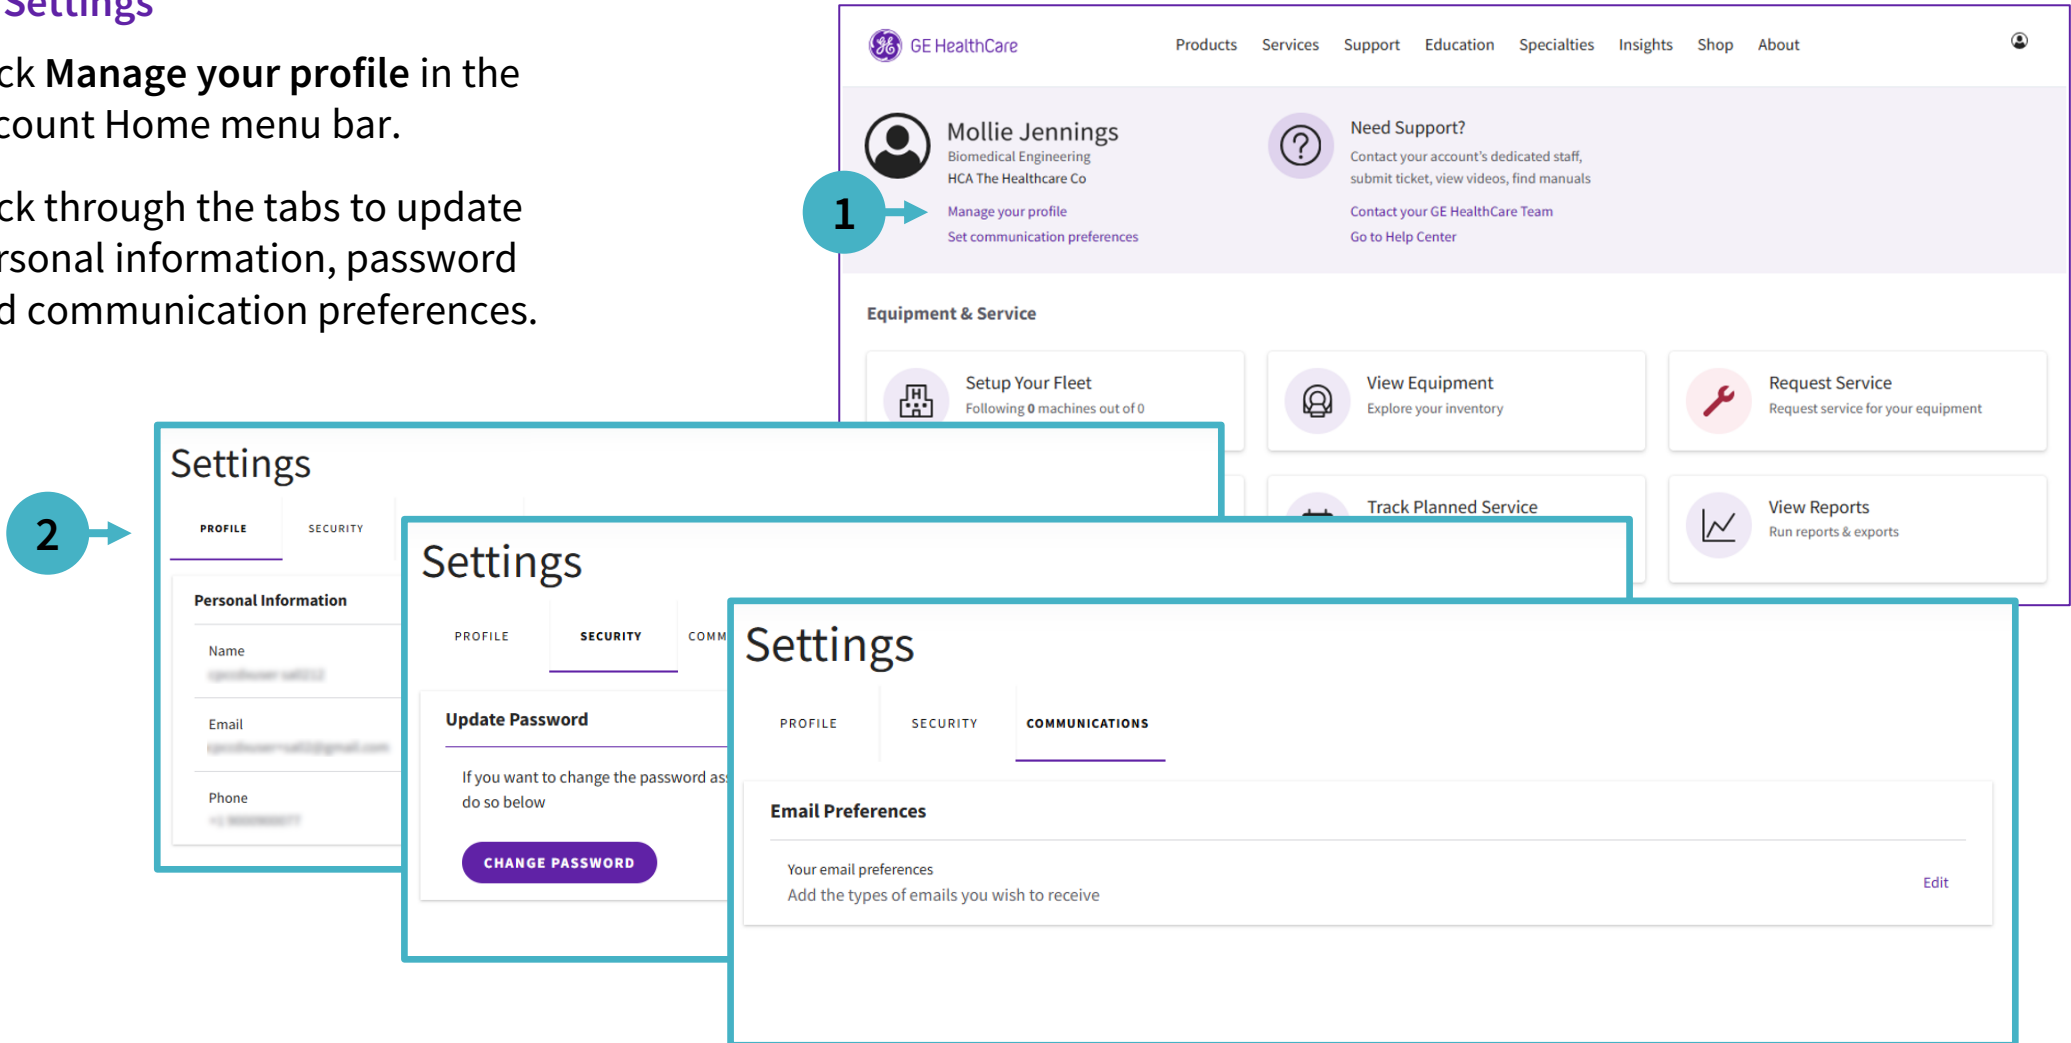 Settings
ck Manage your profile in the
count Home menu bar.
ck through the tabs to update
rsonal information, password
d communication preferences.
GE HealthCare
Products Services Support Education Specialties Insights Shop About
Mollie Jennings
Biomedical Engineering
HCA The Healthcare Co
Manage your profile
Set communication preferences
Need Support?
Contact your account's dedicated staff,
submit ticket, view videos, find manuals
Contact your GE HealthCare Team
Go to Help Center
1
Equipment & Service
Setup Your Fleet
Following 0 machines out of 0
View Equipment
Explore your inventory
Request Service
Request service for your equipment
Track Planned Service
View Reports
Run reports & exports
2
Settings
PROFILE SECURITY
Personal Information
Name
Email
Phone
Settings
PROFILE SECURITY COMM
Update Password
If you want to change the password as
do so below
CHANGE PASSWORD
Settings
PROFILE SECURITY COMMUNICATIONS
Email Preferences
Your email preferences
Add the types of emails you wish to receive
Edit